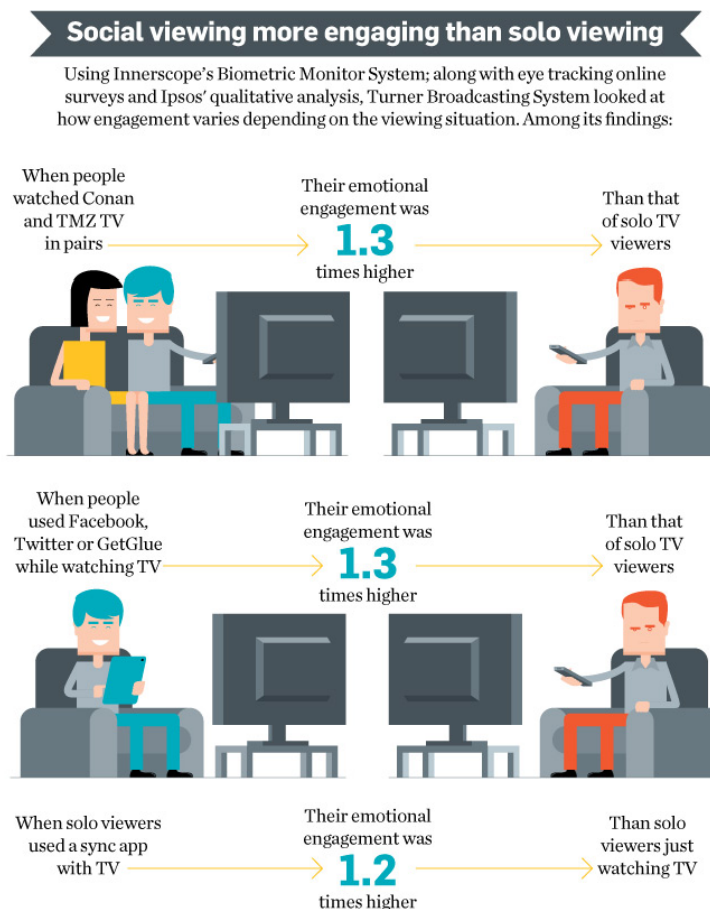 Social viewing more engaging than solo viewing
Using Innerscope's Biometric Monitor System; along with eye tracking online
surveys and Ipsos' qualitative analysis, Turner Broadcasting System looked at
how engagement varies depending on the viewing situation. Among its findings:
When people
watched Conan
and TMZ TV
in pairs
Their emotional
engagement was
1.3
times higher
Than that
of solo TV
viewers
When people
used Facebook,
Twitter or GetGlue
while watching TV
Their emotional
engagement was
1.3
times higher
Than that
of solo TV
viewers
When solo viewers
used a sync app
with TV
Their emotional
engagement was
1.2
times higher
Than solo
viewers just
watching TV